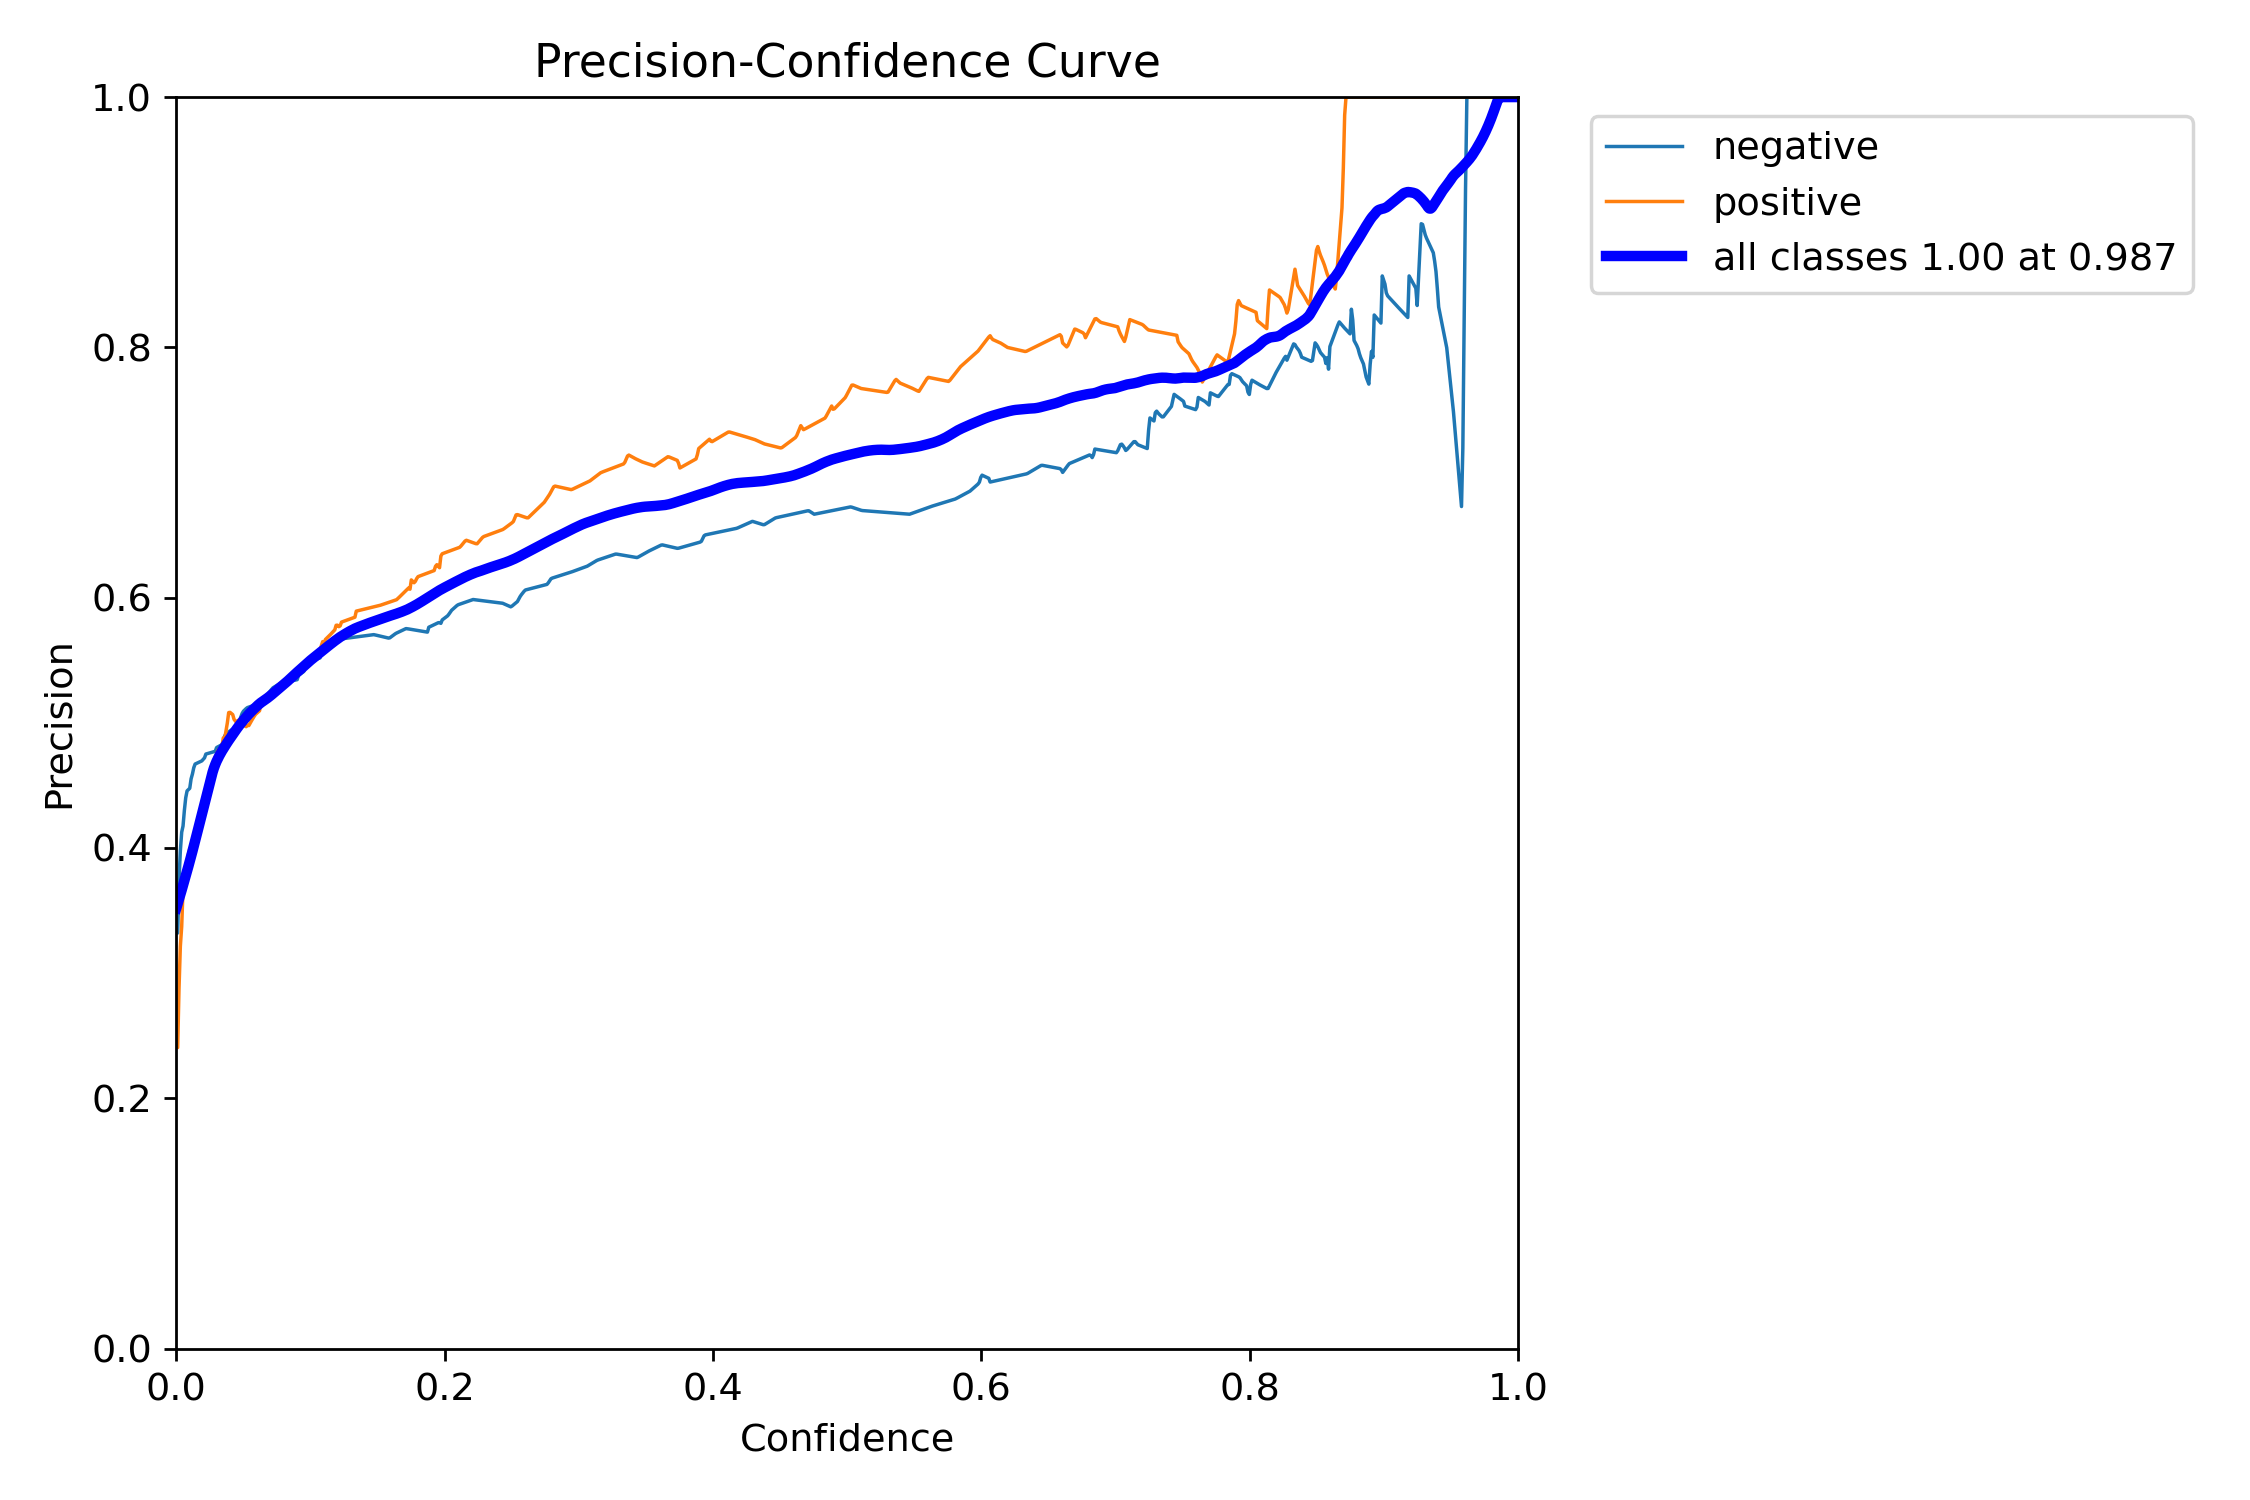 Precision-Confidence Curve
1.0
0.8
0.6
0.4
0.2
0.0
Precision
0.0 0.2 0.4 0.6 0.8 1.0
Confidence
negative
positive
all classes 1.00 at 0.987